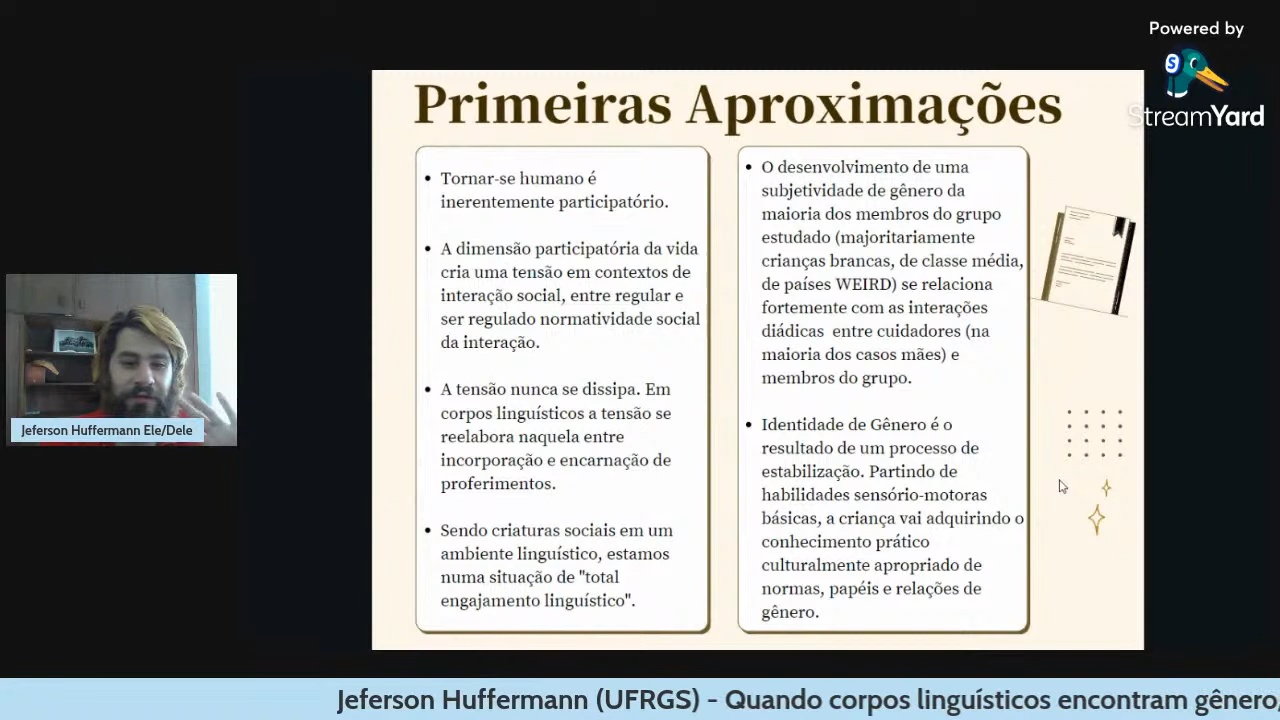 Powered by
S
StreamYard
Primeiras Aproximações
• Tornar-se humano é
inerentemente participatório.
• A dimensão participatória da vida
cria uma tensão em contextos de
interação social, entre regular e
ser regulado normatividade social
da interação.
• A tensão nunca se dissipa. Em
corpos linguísticos a tensão se
reelabora naquela entre
incorporação e encarnação de
proferimentos.
• Sendo criaturas sociais em um
ambiente linguístico, estamos
numa situação de "total
engajamento linguístico".
• O desenvolvimento de uma
subjetividade de gênero da
maioria dos membros do grupo
estudado (majoritariamente
crianças brancas, de classe média,
de países WEIRD) se relaciona
fortemente com as interações
diádicas entre cuidadores (na
maioria dos casos mães) e
membros do grupo.
• Identidade de Gênero é o
resultado de um processo de
estabilização. Partindo de
habilidades sensório-motoras
básicas, a criança vai adquirindo o
conhecimento prático
culturalmente apropriado de
normas, papéis e relações de
gênero.
Jeferson Huffermann Ele/Dele
Jeferson Huffermann (UFRGS) - Quando corpos linguísticos encontram gênero,